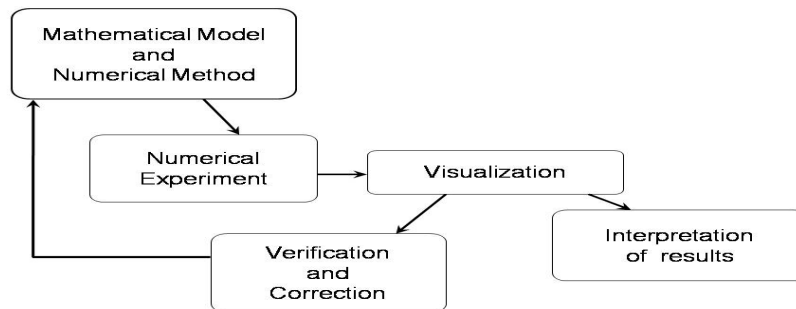 Mathematical Model
and
Numerical Method
Numerical
Experiment
Visualization
Verification
and
Correction
Interpretation
of results